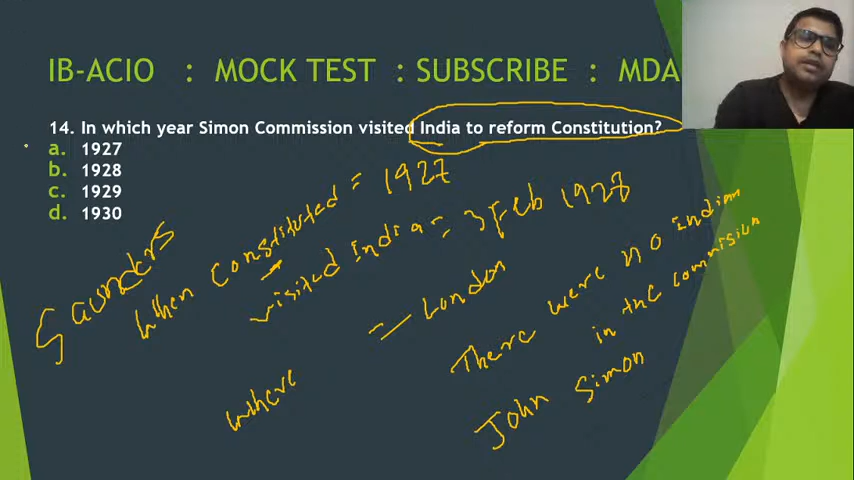 IB-ACIO : MOCK TEST : SUBSCRIBE : MDA
14. In which year Simon Commission visited India to reform Constitution?
a. 1927
b. 1928
c. 1929
d. 1930
Saunders
When Constituted = 1927
visited India = 3 Feb 1928
where = London
There were no Indian
in the commission
John Simon